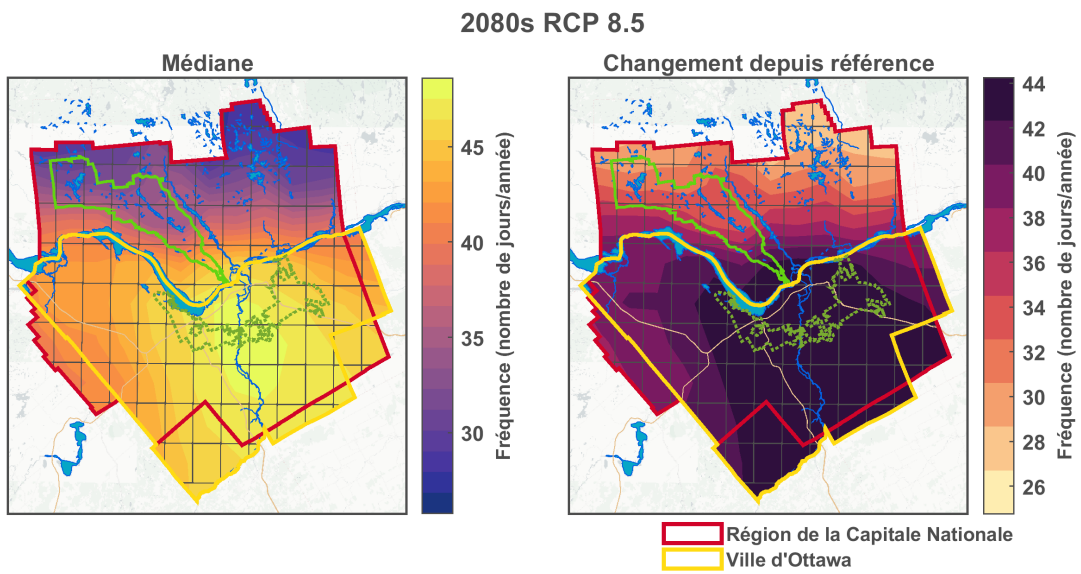 2080s RCP 8.5
Médiane
Changement depuis référence
45
40
35
30
Fréquence (nombre de jours/année)
44
42
40
38
36
34
32
30
28
26
Fréquence (nombre de jours/année)
Région de la Capitale Nationale
Ville d'Ottawa